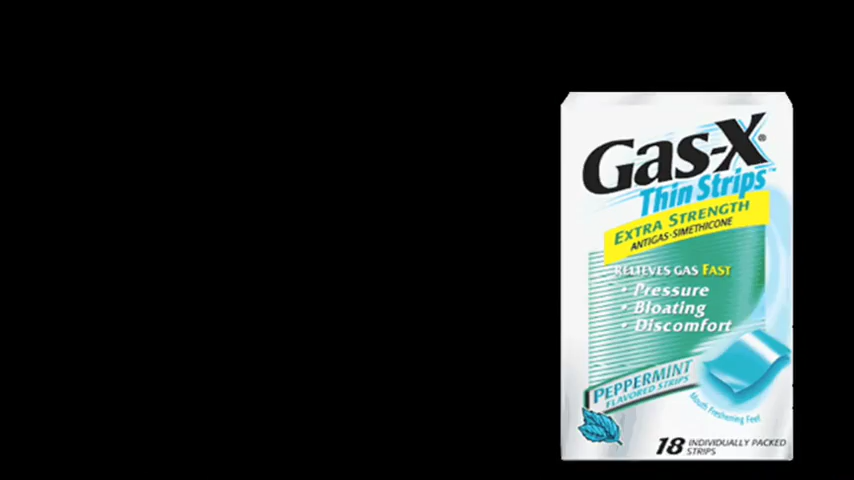 Gas-X®
Thin Strips™
EXTRA STRENGTH
ANTIGAS·SIMETHICONE
RELIEVES GAS FAST
• Pressure
• Bloating
• Discomfort
PEPPERMINT
FLAVORED STRIPS
Mouth Freshening Feel
18 INDIVIDUALLY PACKED
STRIPS